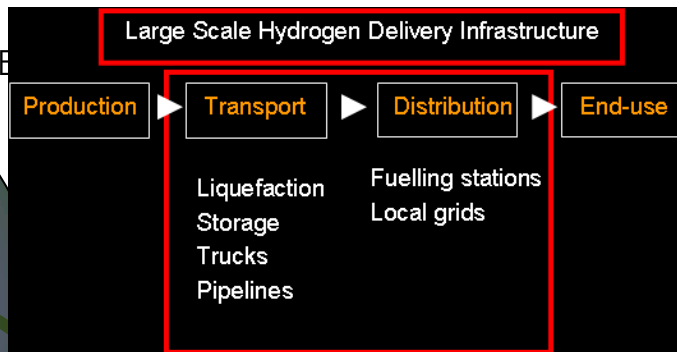 Large Scale Hydrogen Delivery Infrastructure
E
Production
Transport
Distribution
End-use
Liquefaction
Storage
Trucks
Pipelines
Fuelling stations
Local grids